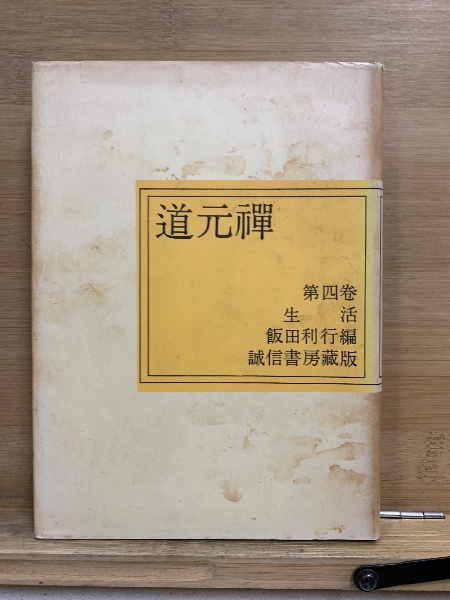 道元禪
第四巻
生活
飯田利行編
誠信書房藏版